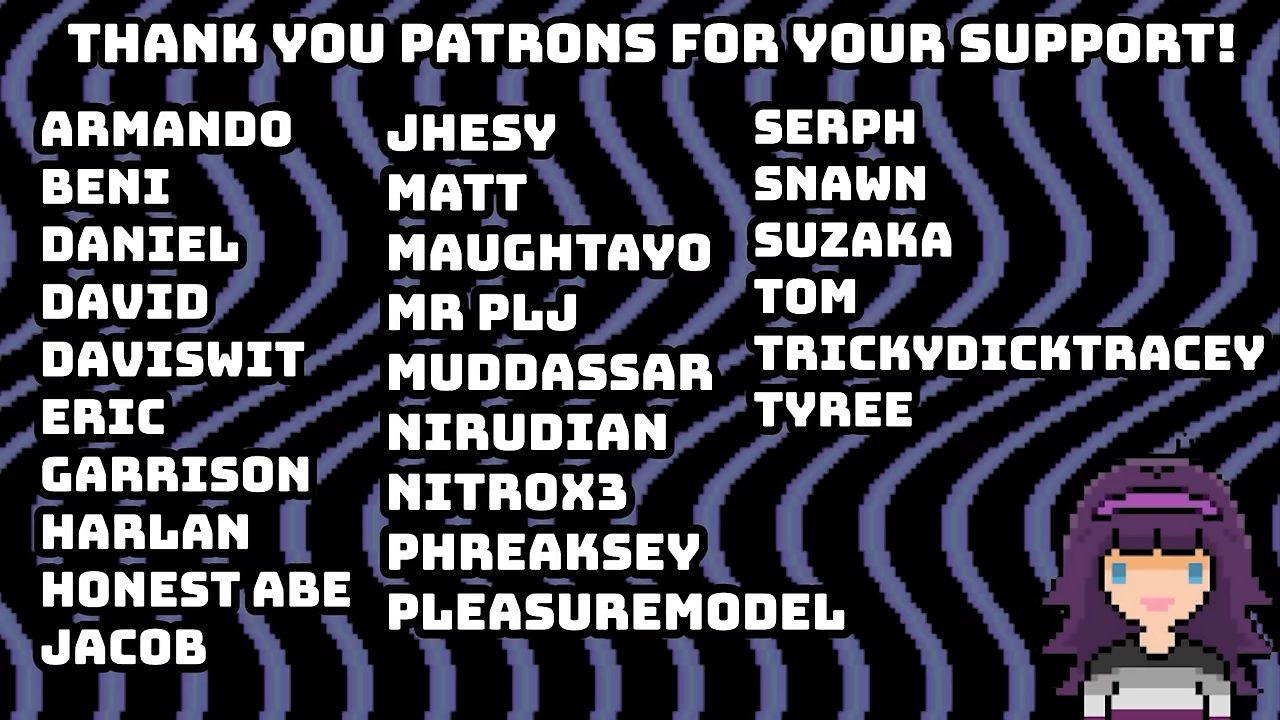 THANK YOU PATRONS FOR YOUR SUPPORT!
ARMANDO
BENI
DANIEL
DAVID
DAVISWIT
ERIC
GARRISON
HARLAN
HONEST ABE
JACOB
JHESY
MATT
MAUGHTAYO
MR PLJ
MUDDASSAR
NIRUDIAN
NITROX3
PHREAKSEY
PLEASUREMODEL
SERPH
SNAWN
SUZAKA
TOM
TRICKYDICKTRACEY
TYREE